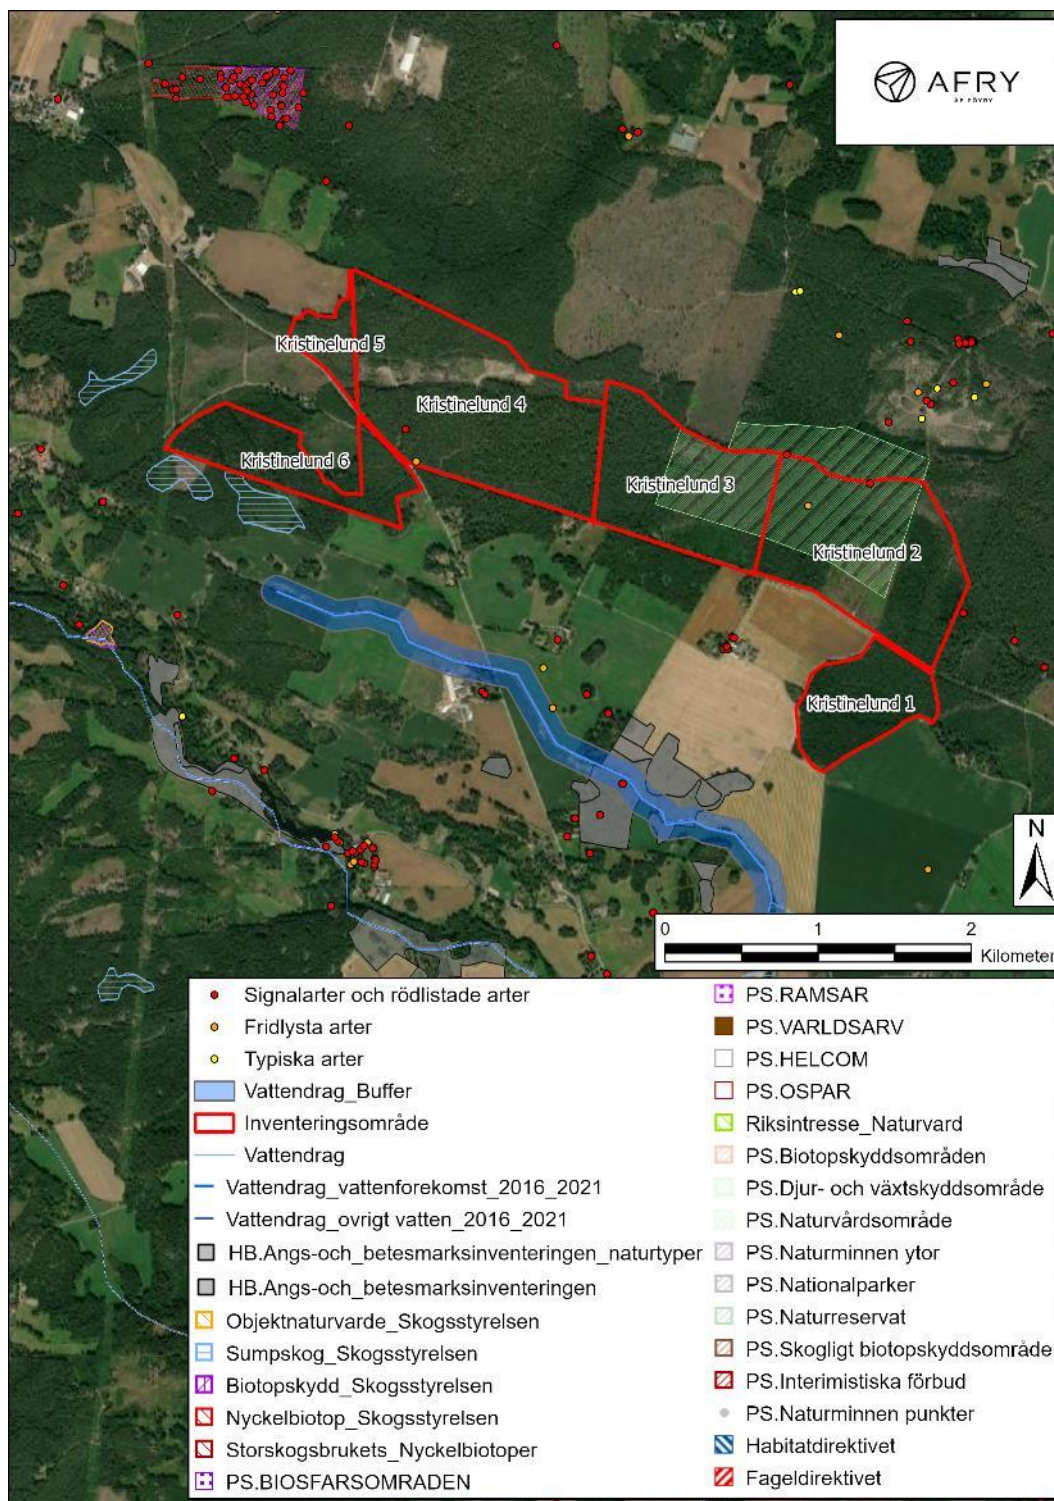 AFRY
ÅF PÖYRY
Kristinelund 5
Kristinelund 4
Kristinelund 6
Kristinelund 3
Kristinelund 2
Kristinelund 1
N
0 1 2
Kilometer
Signalarter och rödlistade arter
Fridlysta arter
Typiska arter
Vattendrag_Buffer
Inventeringsområde
Vattendrag
Vattendrag_vattenforekomst_2016_2021
Vattendrag_ovrigt vatten_2016_2021
HB.Angs-och_betesmarksinventeringen_naturtyper
HB.Angs-och_betesmarksinventeringen
Objektnaturvarde_Skogsstyrelsen
Sumpskog_Skogsstyrelsen
Biotopskydd_Skogsstyrelsen
Nyckelbiotop_Skogsstyrelsen
Storskogsbrukets_Nyckelbiotoper
PS.BIOSFARSOMRADEN
PS.RAMSAR
PS.VARLDSARV
PS.HELCOM
PS.OSPAR
Riksintresse_Naturvard
PS.Biotopskyddsområden
PS.Djur- och växtskyddsområde
PS.Naturvårdsområde
PS.Naturminnen ytor
PS.Nationalparker
PS.Naturreservat
PS.Skogligt biotopskyddsområde
PS.Interimistiska förbud
PS.Naturminnen punkter
Habitatdirektivet
Fageldirektivet